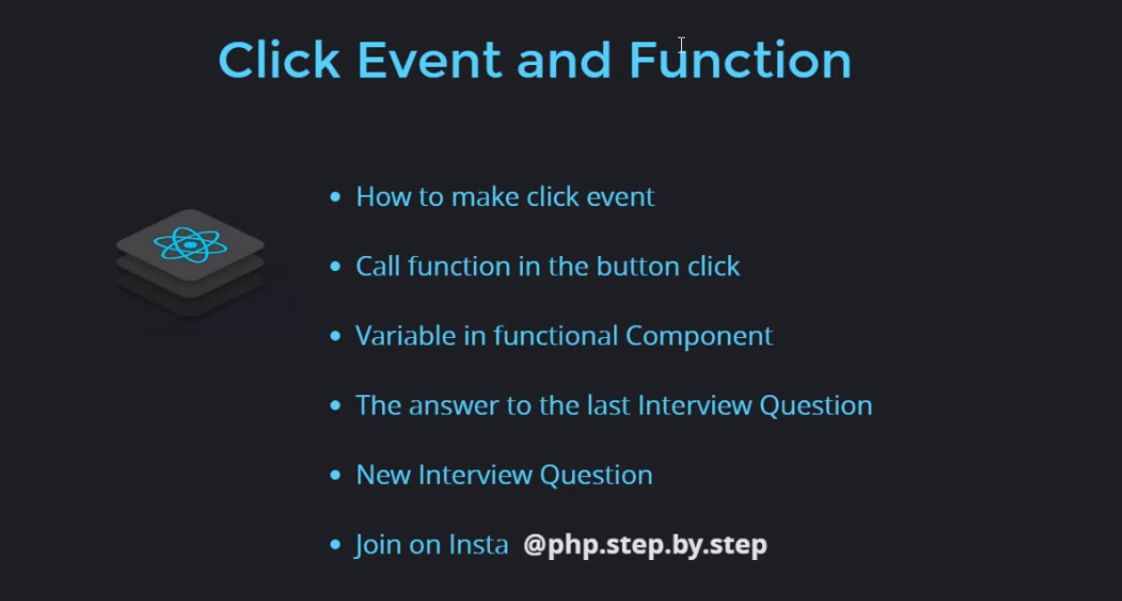 Click Event and Function
How to make click event
Call function in the button click
Variable in functional Component
The answer to the last Interview Question
New Interview Question
Join on Insta @php.step.by.step